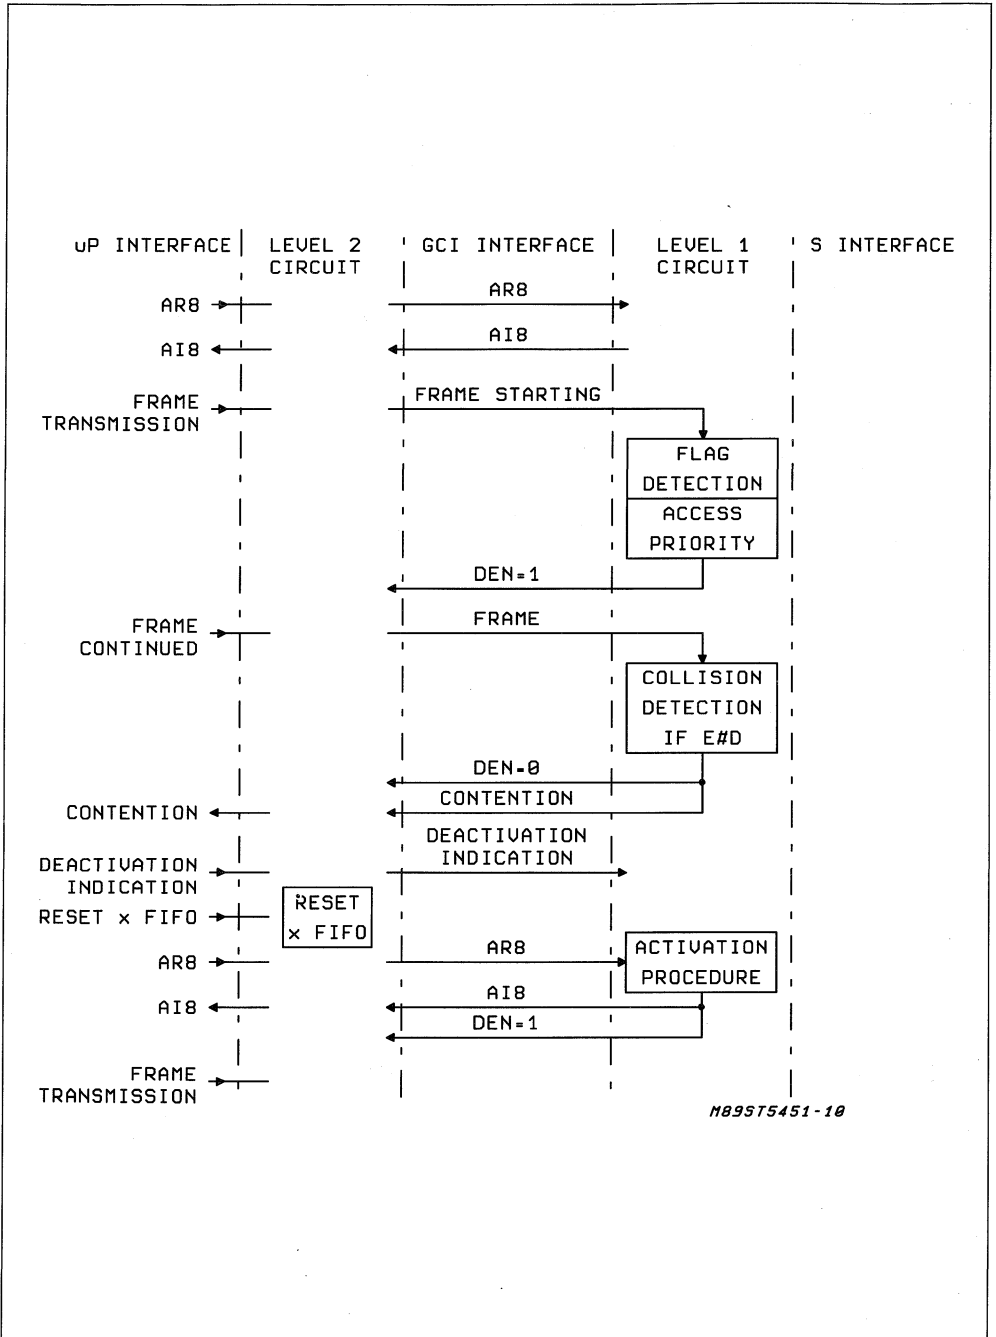 uP INTERFACE LEVEL 2 CIRCUIT GCI INTERFACE LEVEL 1 CIRCUIT S INTERFACE
AR8 AR8
AI8 AI8
FRAME TRANSMISSION FRAME STARTING
FLAG
DETECTION
ACCESS
PRIORITY
DEN=1
FRAME CONTINUED FRAME
COLLISION
DETECTION
IF E#D
DEN=0
CONTENTION CONTENTION
DEACTIVATION INDICATION DEACTIVATION INDICATION
RESET x FIFO RESET x FIFO
AR8 AR8 ACTIVATION PROCEDURE
AI8 AI8
DEN=1
FRAME TRANSMISSION
M89ST5451-10